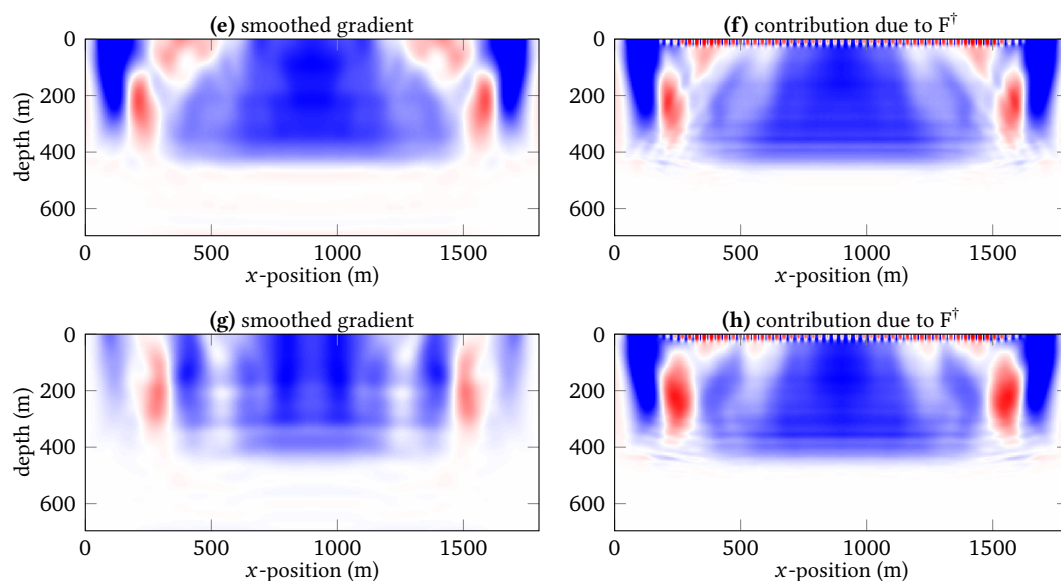 (e) smoothed gradient
(f) contribution due to F†
0
200
400
600
depth (m)
0 500 1000 1500
x-position (m)
0
200
400
600
0 500 1000 1500
x-position (m)
(g) smoothed gradient
(h) contribution due to F†
0
200
400
600
depth (m)
0 500 1000 1500
x-position (m)
0
200
400
600
0 500 1000 1500
x-position (m)